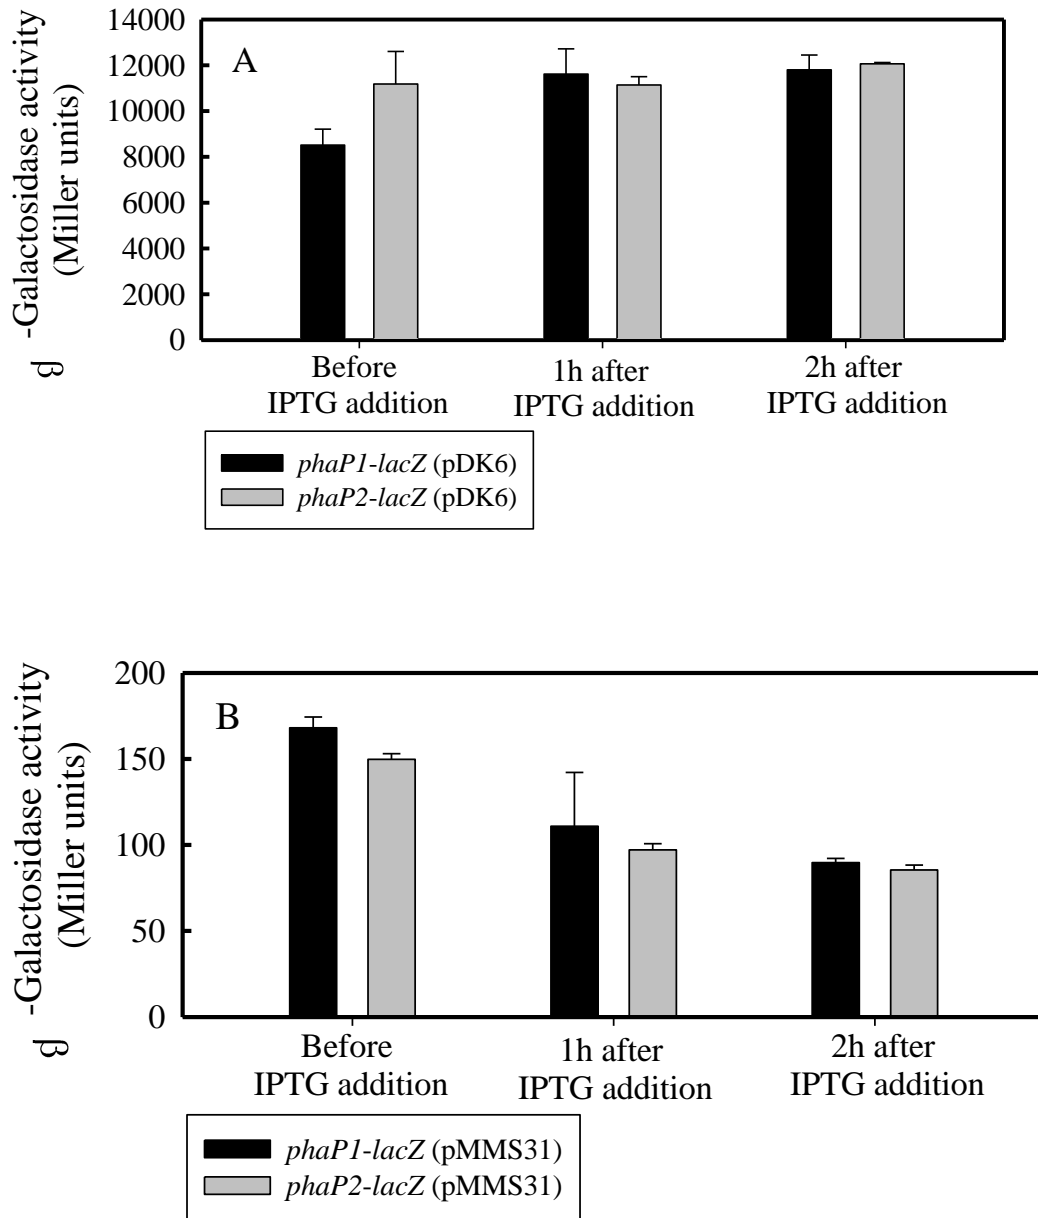 14000
12000
10000
8000
6000
4000
2000
0
β -Galactosidase activity
(Miller units)
A
Before
IPTG addition
1h after
IPTG addition
2h after
IPTG addition
phaP1-lacZ (pDK6)
phaP2-lacZ (pDK6)
200
150
100
50
0
β -Galactosidase activity
(Miller units)
B
Before
IPTG addition
1h after
IPTG addition
2h after
IPTG addition
phaP1-lacZ (pMMS31)
phaP2-lacZ (pMMS31)